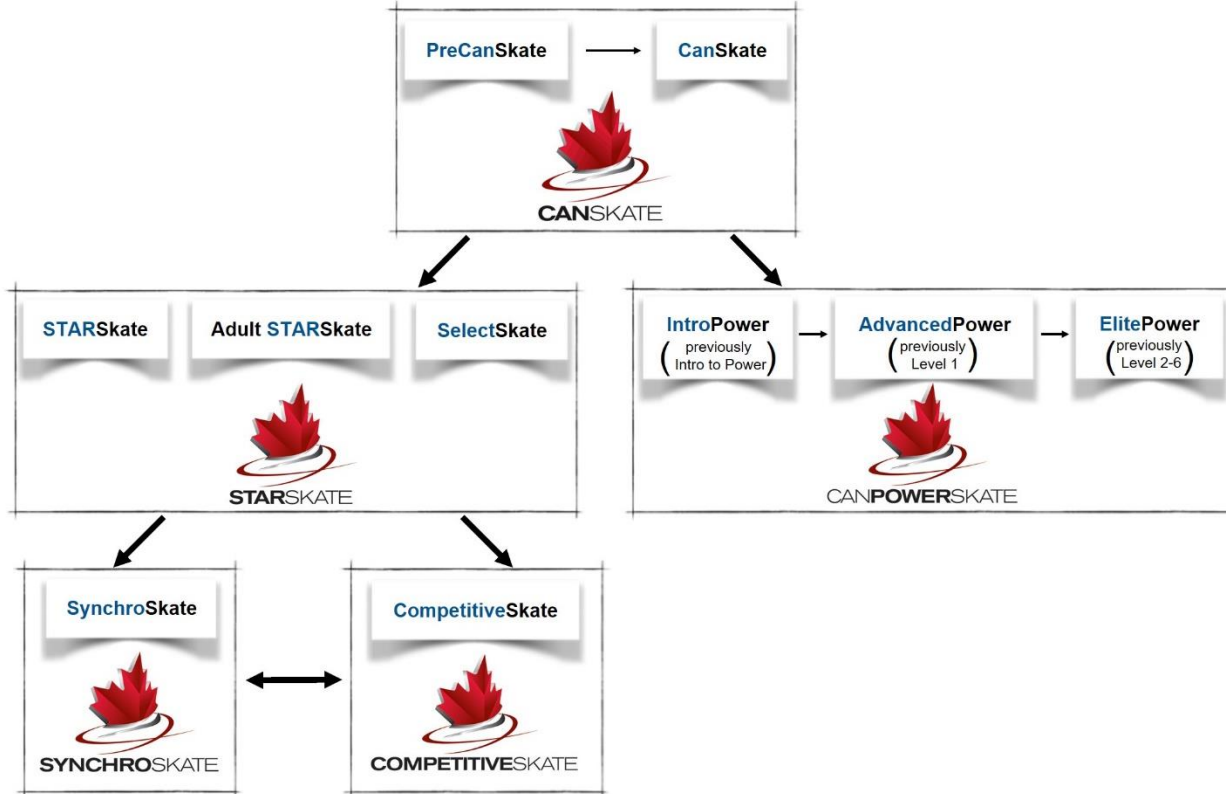 PreCanSkate
CanSkate
CANSKATE
STARSkate
Adult STARSkate
SelectSkate
STARSKATE
IntroPower
(previously
Intro to Power)
AdvancedPower
(previously
Level 1)
ElitePower
(previously
Level 2-6)
CANPOWERSKATE
SynchroSkate
SYNCHROSKATE
CompetitiveSkate
COMPETITIVESKATE